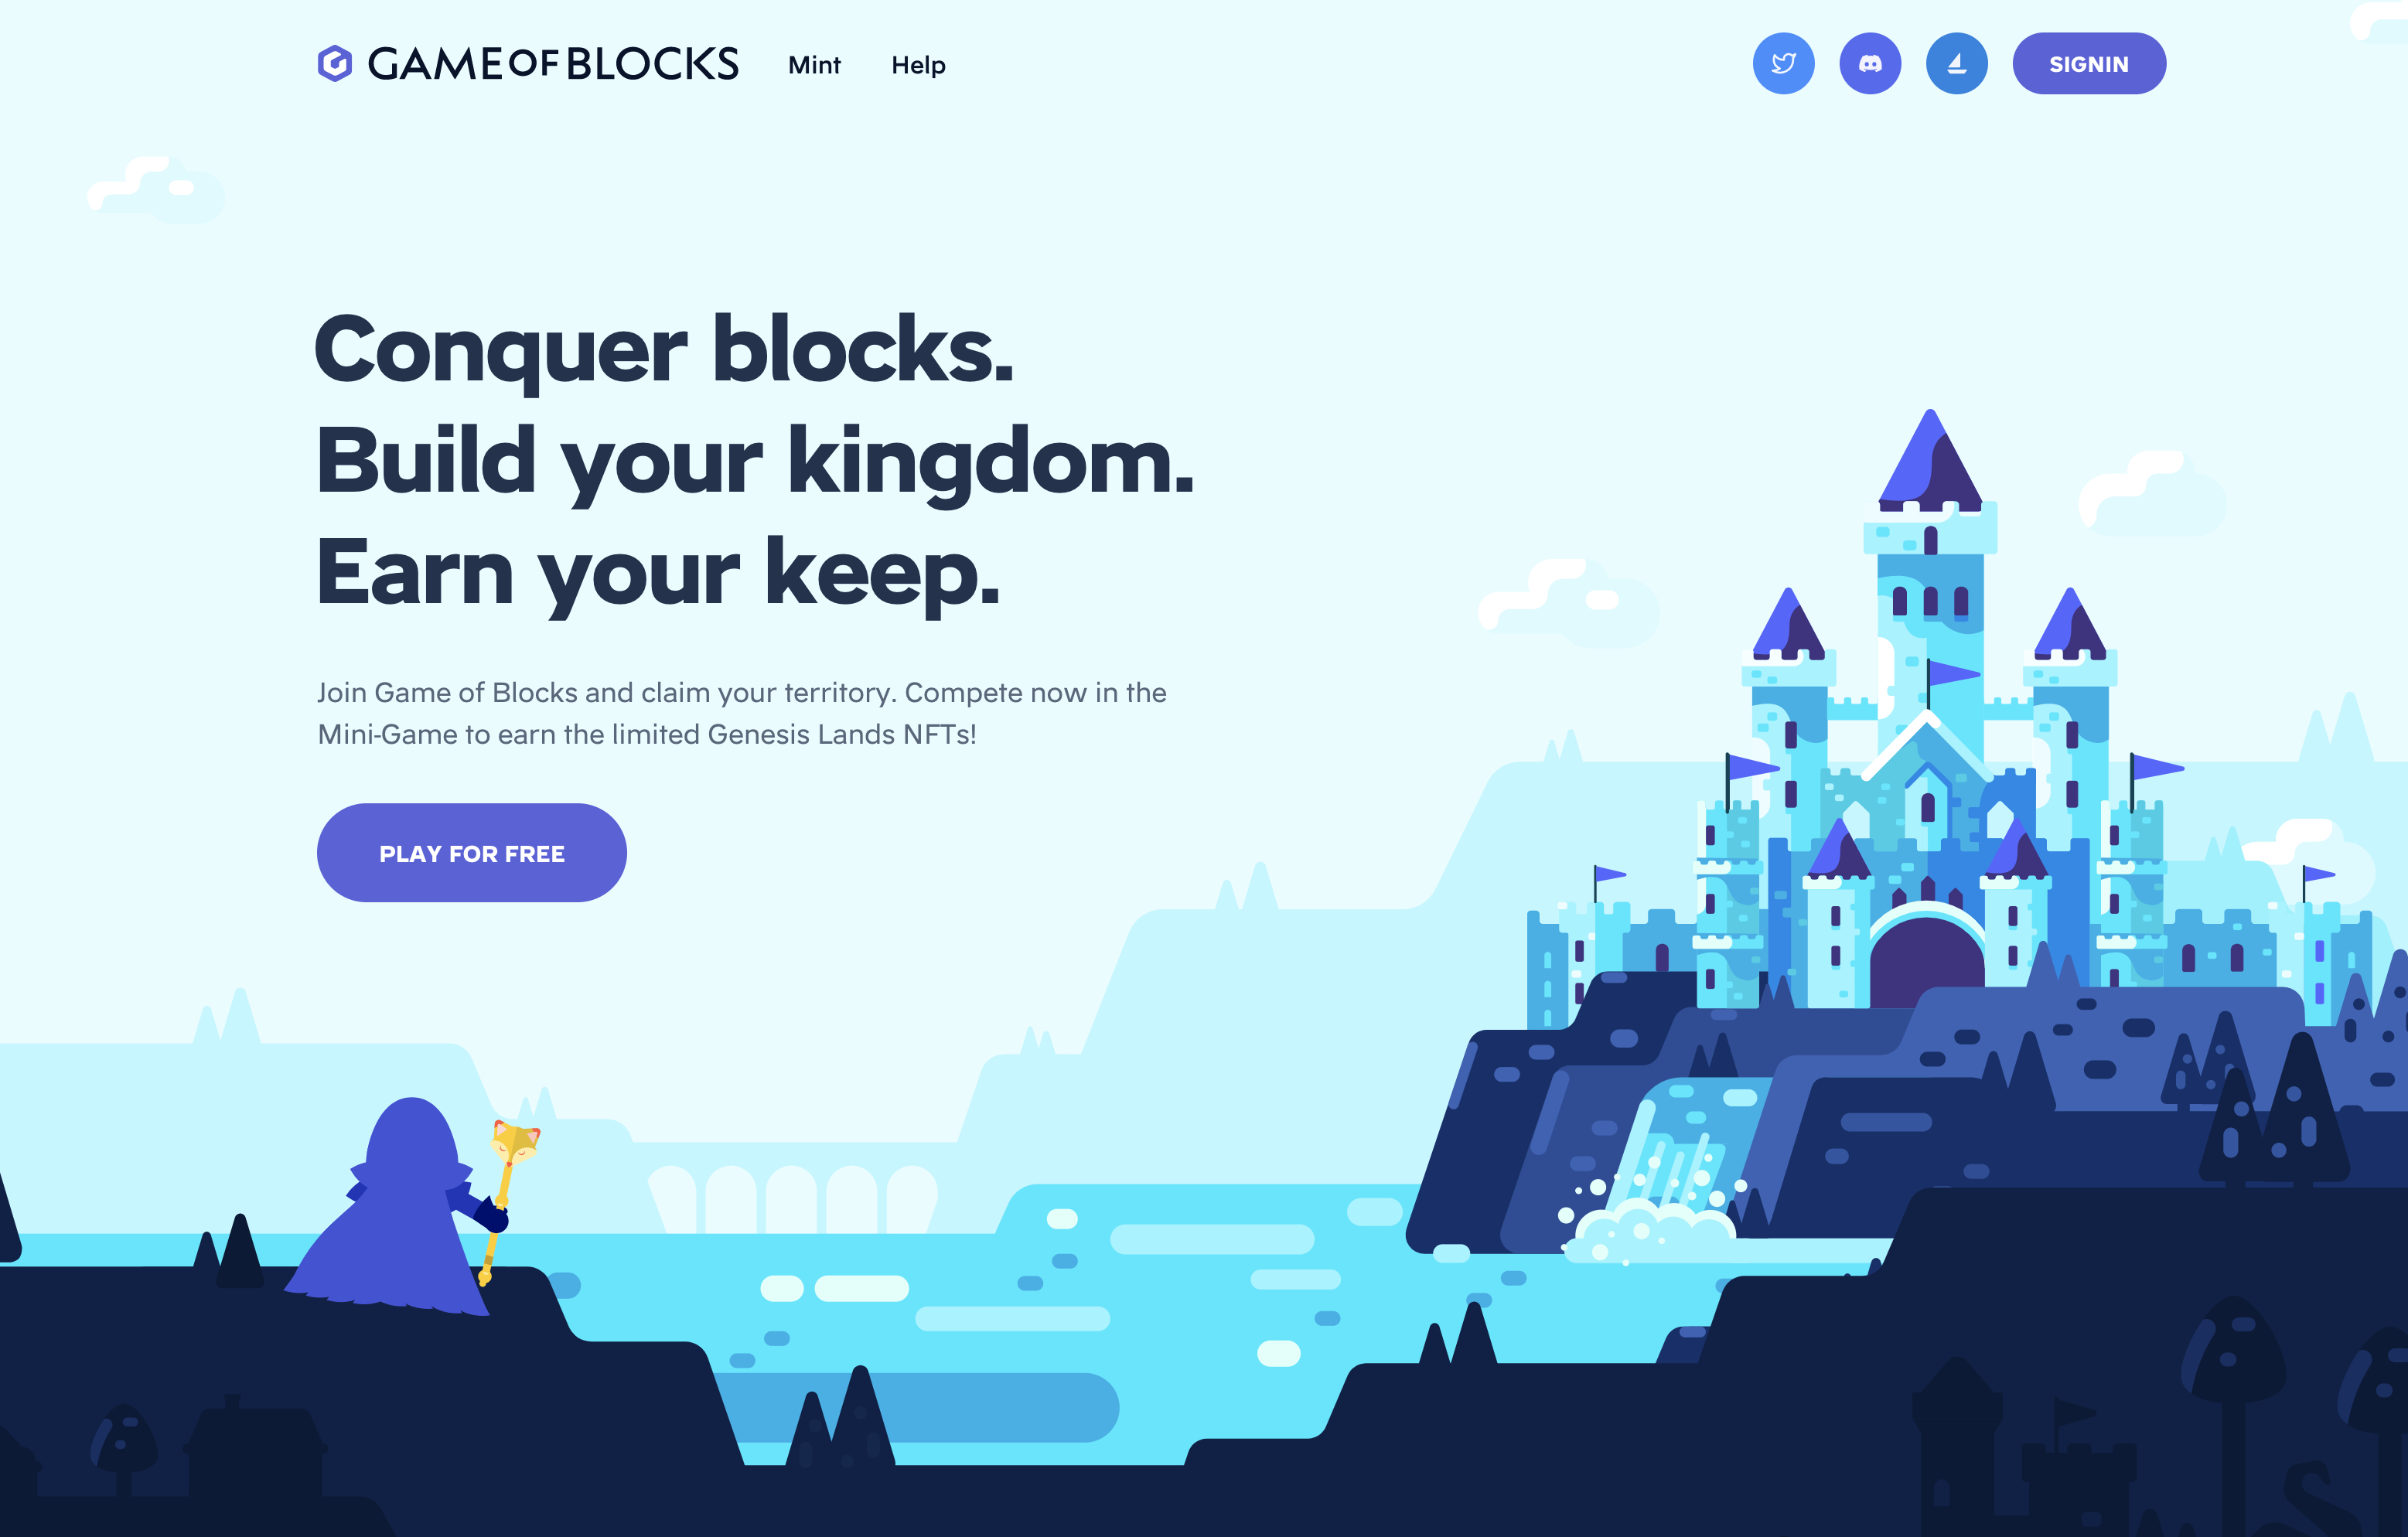 GAME OF BLOCKS
Mint
Help
SIGNIN
Conquer blocks.
Build your kingdom.
Earn your keep.
Join Game of Blocks and claim your territory. Compete now in the
Mini-Game to earn the limited Genesis Lands NFTs!
PLAY FOR FREE